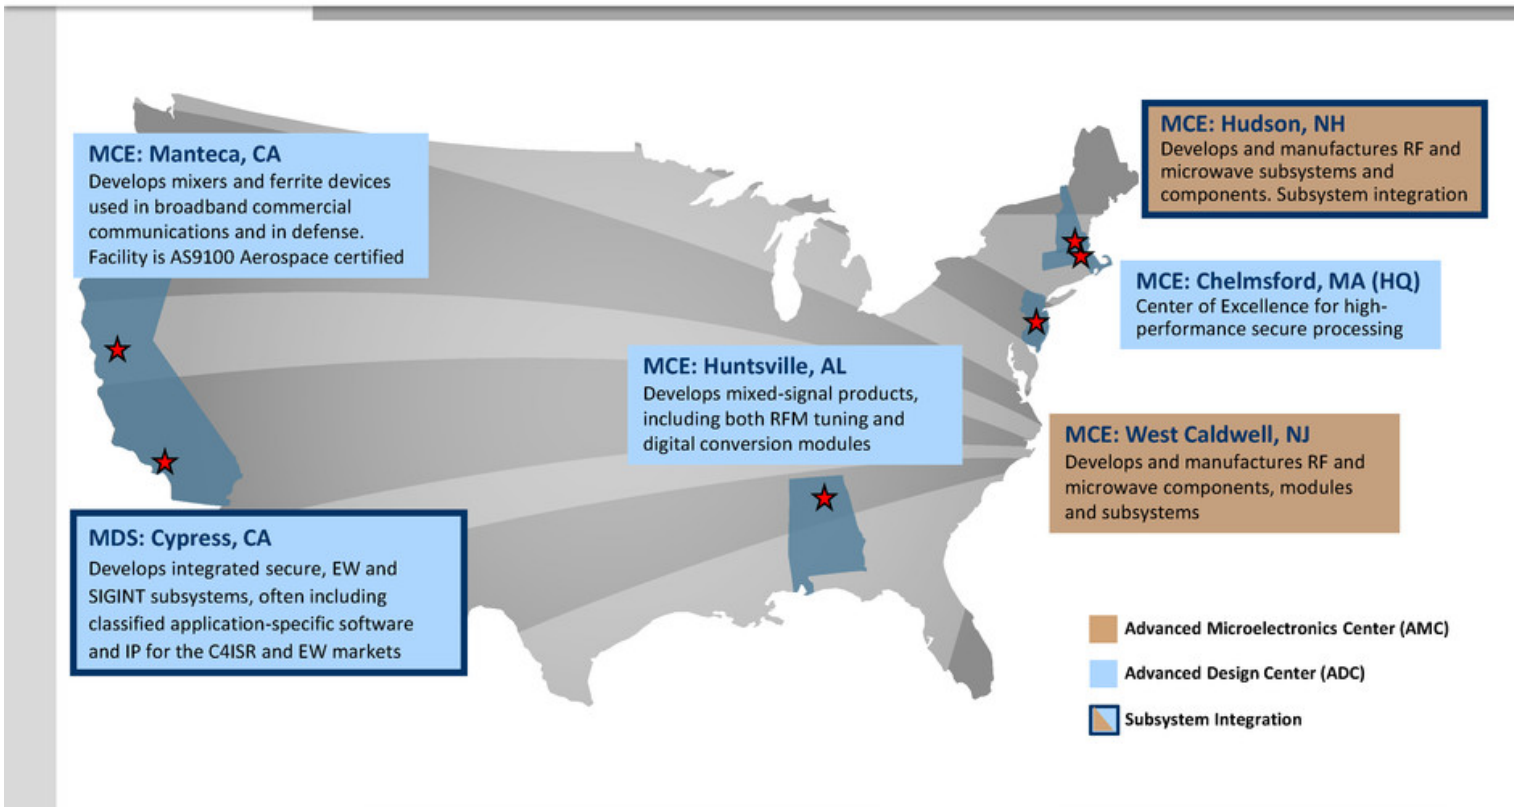 MCE: Manteca, CA
Develops mixers and ferrite devices
used in broadband commercial
communications and in defense.
Facility is AS9100 Aerospace certified
MDS: Cypress, CA
Develops integrated secure, EW and
SIGINT subsystems, often including
classified application-specific software
and IP for the C4ISR and EW markets
MCE: Huntsville, AL
Develops mixed-signal products,
including both RFM tuning and
digital conversion modules
MCE: Hudson, NH
Develops and manufactures RF and
microwave subsystems and
components. Subsystem integration
MCE: Chelmsford, MA (HQ)
Center of Excellence for high-
performance secure processing
MCE: West Caldwell, NJ
Develops and manufactures RF and
microwave components, modules
and subsystems
Advanced Microelectronics Center (AMC)
Advanced Design Center (ADC)
Subsystem Integration